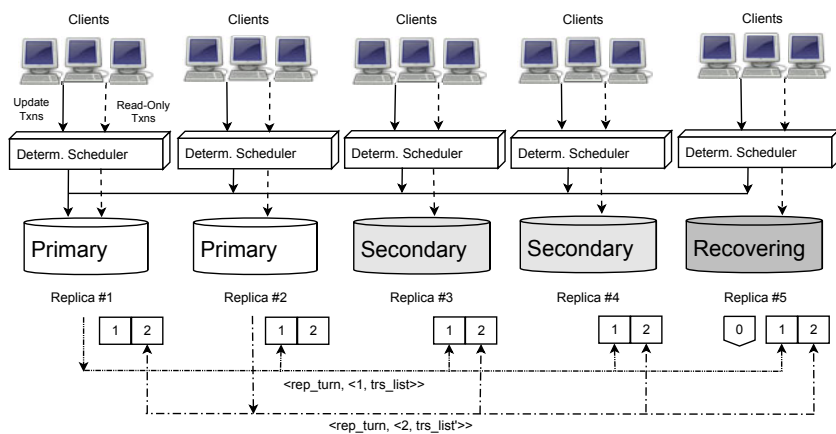 Clients Clients Clients Clients Clients
Update Txns
Read-Only Txns
Determ. Scheduler Determ. Scheduler Determ. Scheduler Determ. Scheduler Determ. Scheduler
Primary Primary Secondary Secondary Recovering
Replica #1 Replica #2 Replica #3 Replica #4 Replica #5
1 2 1 2 1 2 1 2 0 1 2
<rep_turn, <1, trs_list>>
<rep_turn, <2, trs_list'>>